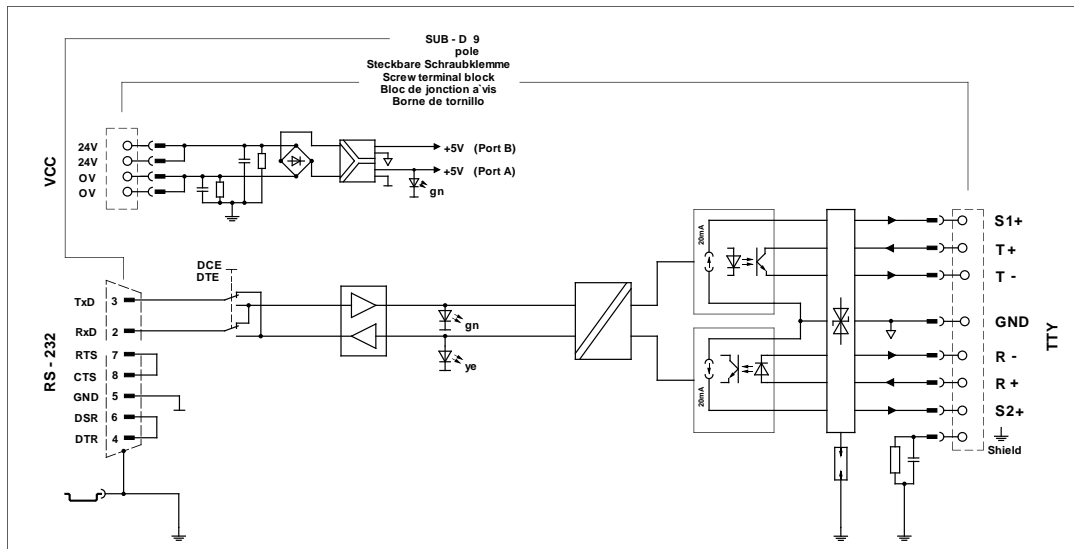 SUB - D 9
pole
Steckbare Schraubklemme
Screw terminal block
Bloc de jonction a`vis
Borne de tornillo
VCC
24V
24V
OV
OV
+5V (Port B)
+5V (Port A)
gn
RS - 232
TxD 3
RxD 2
RTS 7
CTS 8
GND 5
DSR 6
DTR 4
DCE
DTE
gn
ye
20mA
20mA
S1+
T+
T -
GND
R -
R+
S2+
Shield
TTY